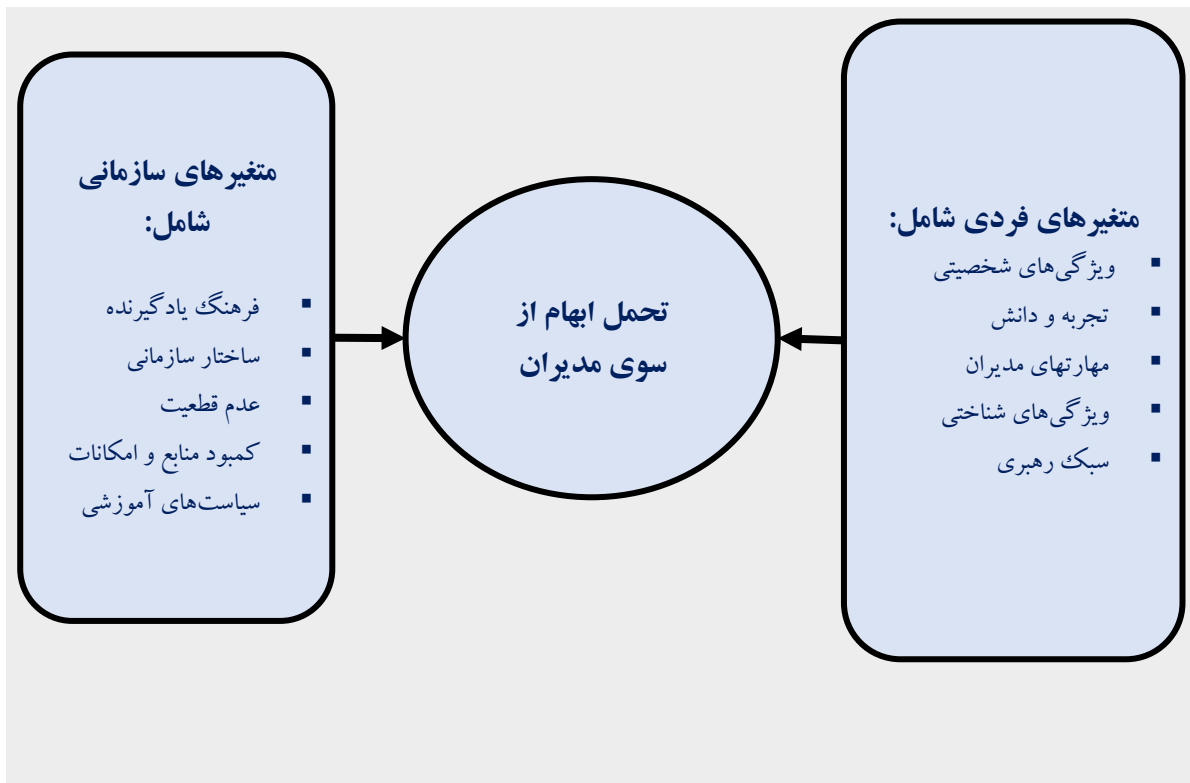 متغیرهای فردی شامل:
▪ ویژگی‌های شخصیتی
▪ تجربه و دانش
▪ مهارتهای مدیران
▪ ویژگی‌های شناختی
▪ سبک رهبری
تحمل ابهام از
سوی مدیران
متغیرهای سازمانی
شامل:
▪ فرهنگ یادگیرنده
▪ ساختار سازمانی
▪ عدم قطعیت
▪ کمبود منابع و امکانات
▪ سیاست‌های آموزشی